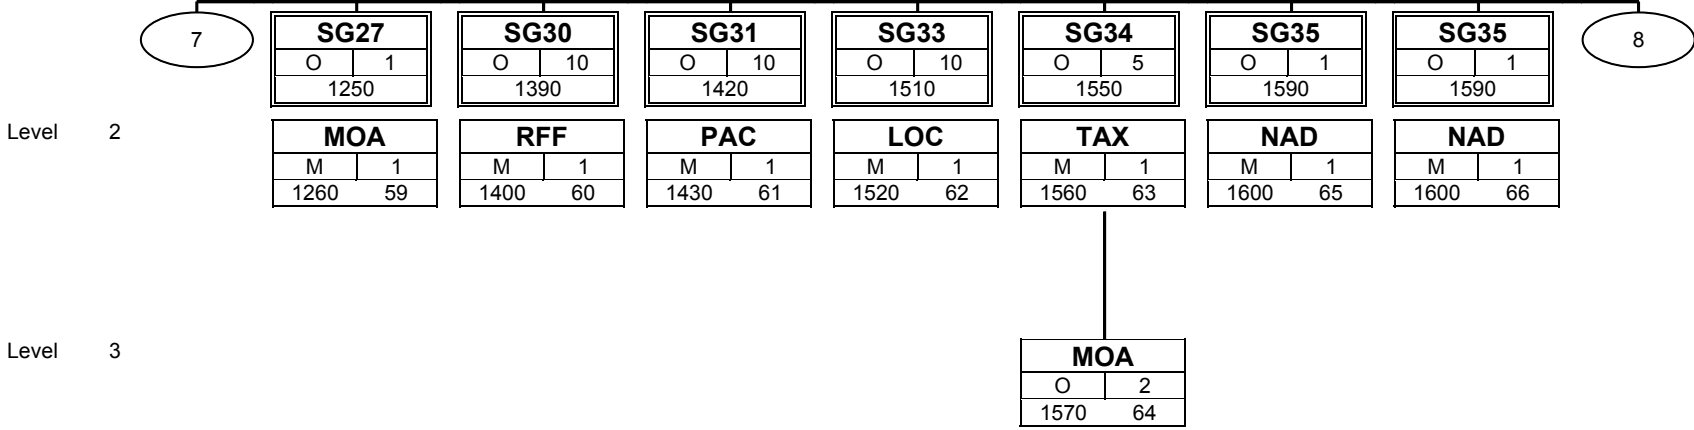 7 SG27 SG30 SG31 SG33 SG34 SG35 SG35 8
O 1 O 10 O 10 O 10 O 5 O 1 O 1
1250 1390 1420 1510 1550 1590 1590
Level 2 MOA RFF PAC LOC TAX NAD NAD
M 1 M 1 M 1 M 1 M 1 M 1 M 1
1260 59 1400 60 1430 61 1520 62 1560 63 1600 65 1600 66
Level 3 MOA
O 2
1570 64